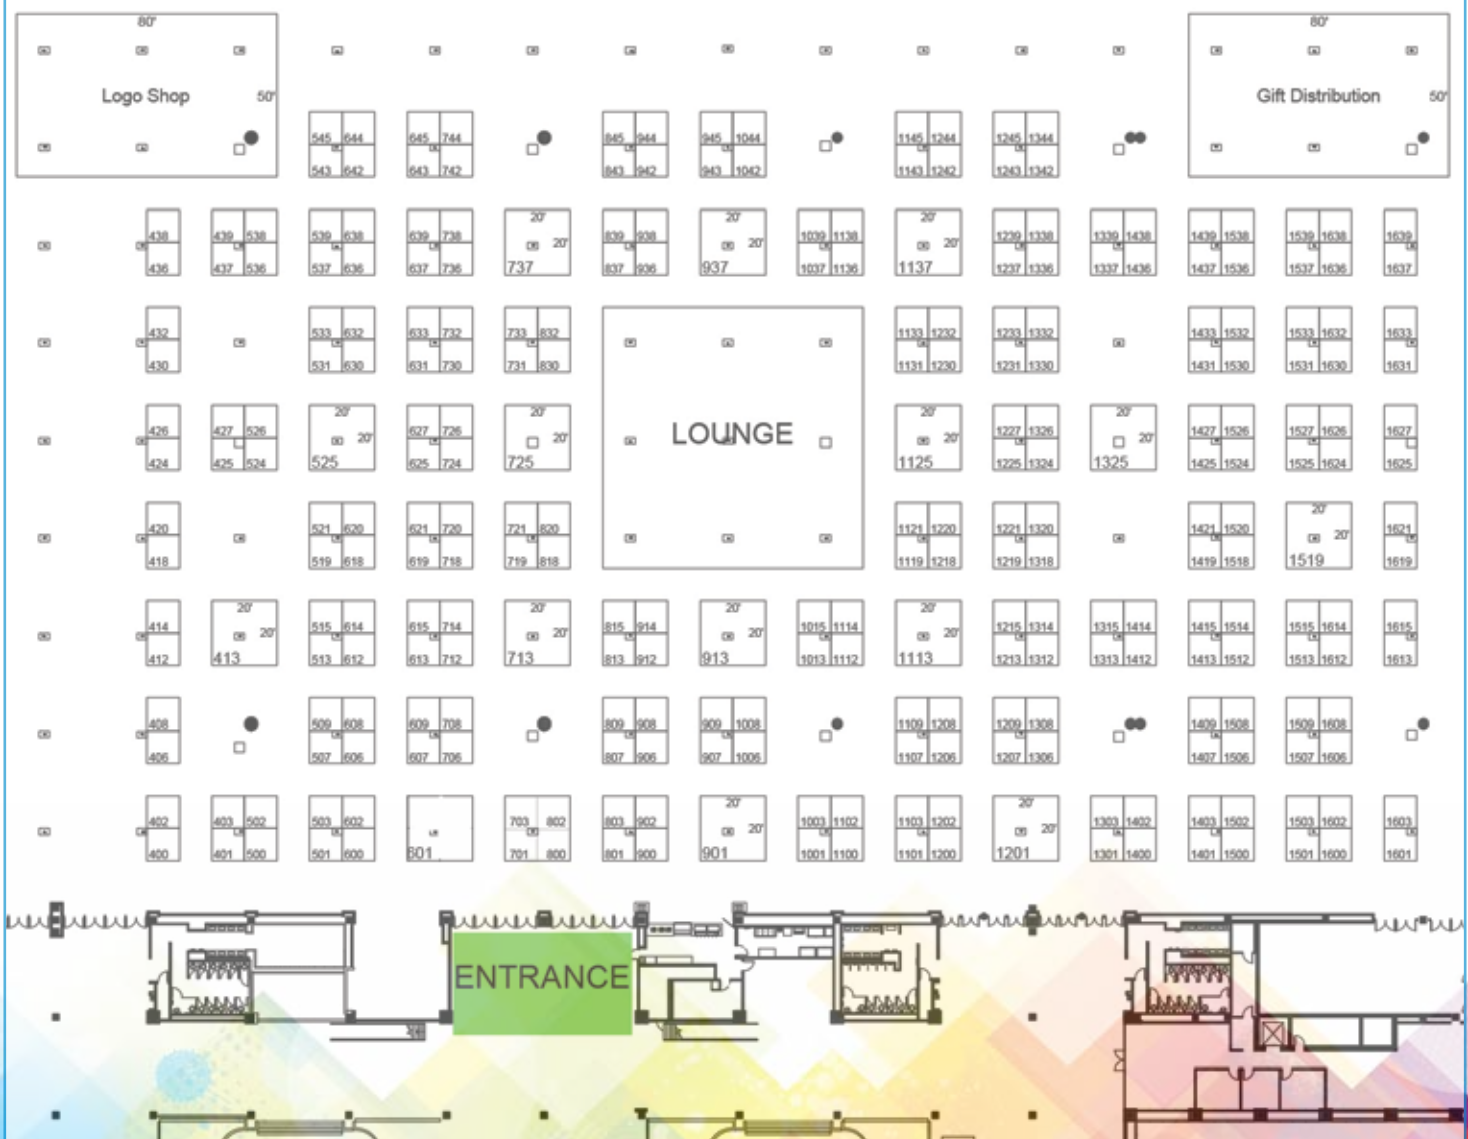 80' 80'
Logo Shop 50' Gift Distribution 50'
545 644 645 744 845 944 945 1044 1145 1244 1245 1344
543 642 643 742 843 942 943 1042 1143 1242 1243 1342
20' 20' 20'
438 439 538 539 638 639 738 20' 839 938 20' 1039 1138 20' 1239 1338 1339 1438 1439 1538 1539 1638 1639
436 437 536 537 636 637 736 737 837 936 937 1037 1136 1137 1237 1336 1337 1436 1437 1536 1537 1636 1637
432 533 632 633 732 733 832 1133 1232 1233 1332 1433 1532 1533 1632 1633
430 531 630 631 730 731 830 1131 1230 1231 1330 1431 1530 1531 1630 1631
20' 20' 20' 20'
426 427 526 20' 627 726 20' LOUNGE 20' 1227 1326 20' 1427 1526 1527 1626 1627
424 425 524 525 625 724 725 1125 1225 1324 1325 1425 1524 1525 1624 1625
20'
420 521 620 621 720 721 820 1121 1220 1221 1320 1421 1520 20' 1621
418 519 618 619 718 719 818 1119 1218 1219 1318 1419 1518 1519 1619
20' 20' 20' 20'
414 20' 515 614 615 714 20' 815 914 20' 1015 1114 20' 1215 1314 1315 1414 1415 1514 1515 1614 1615
412 413 513 612 613 712 713 813 912 913 1013 1112 1113 1213 1312 1313 1412 1413 1512 1513 1612 1613
408 509 608 609 708 809 908 909 1008 1109 1208 1209 1308 1409 1508 1509 1608
406 507 606 607 706 807 906 907 1006 1107 1206 1207 1306 1407 1506 1507 1606
20' 20'
402 403 502 503 602 703 802 803 902 20' 1003 1102 1103 1202 20' 1303 1402 1403 1502 1503 1602 1603
400 401 500 501 600 601 701 800 801 900 901 1001 1100 1101 1200 1201 1301 1400 1401 1500 1501 1600 1601
ENTRANCE